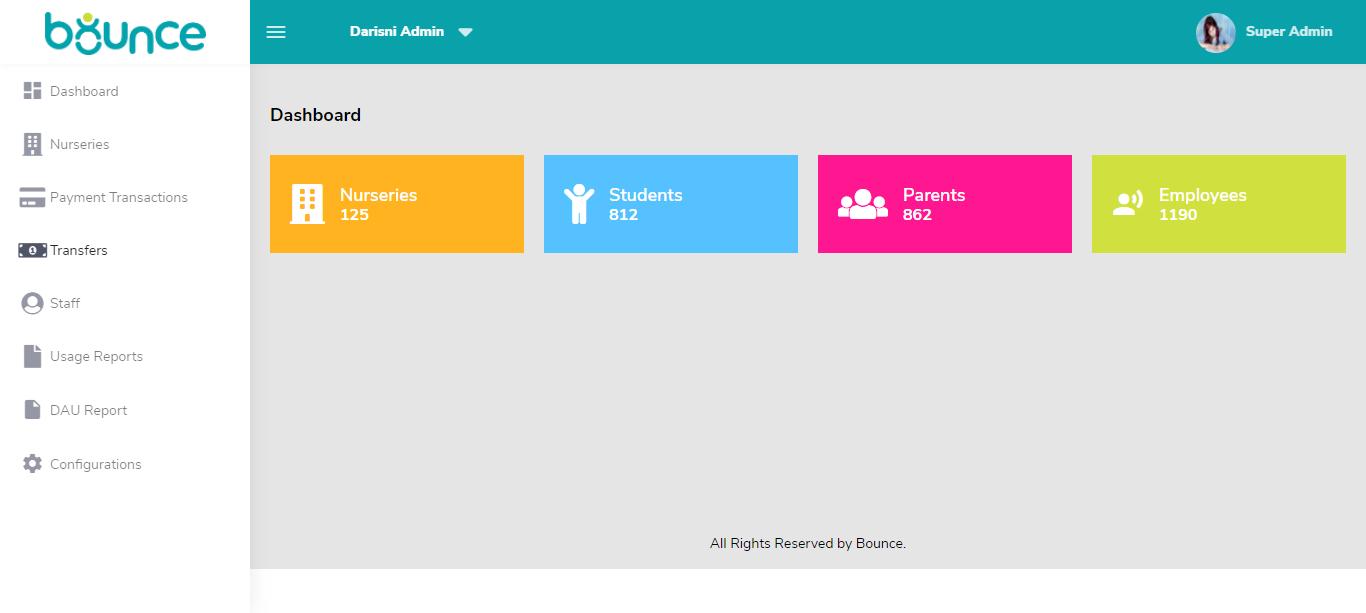 bounce
Darisni Admin
Super Admin
Dashboard
Nurseries
Payment Transactions
Transfers
Staff
Usage Reports
DAU Report
Configurations
Dashboard
Nurseries
125
Students
812
Parents
862
Employees
1190
All Rights Reserved by Bounce.